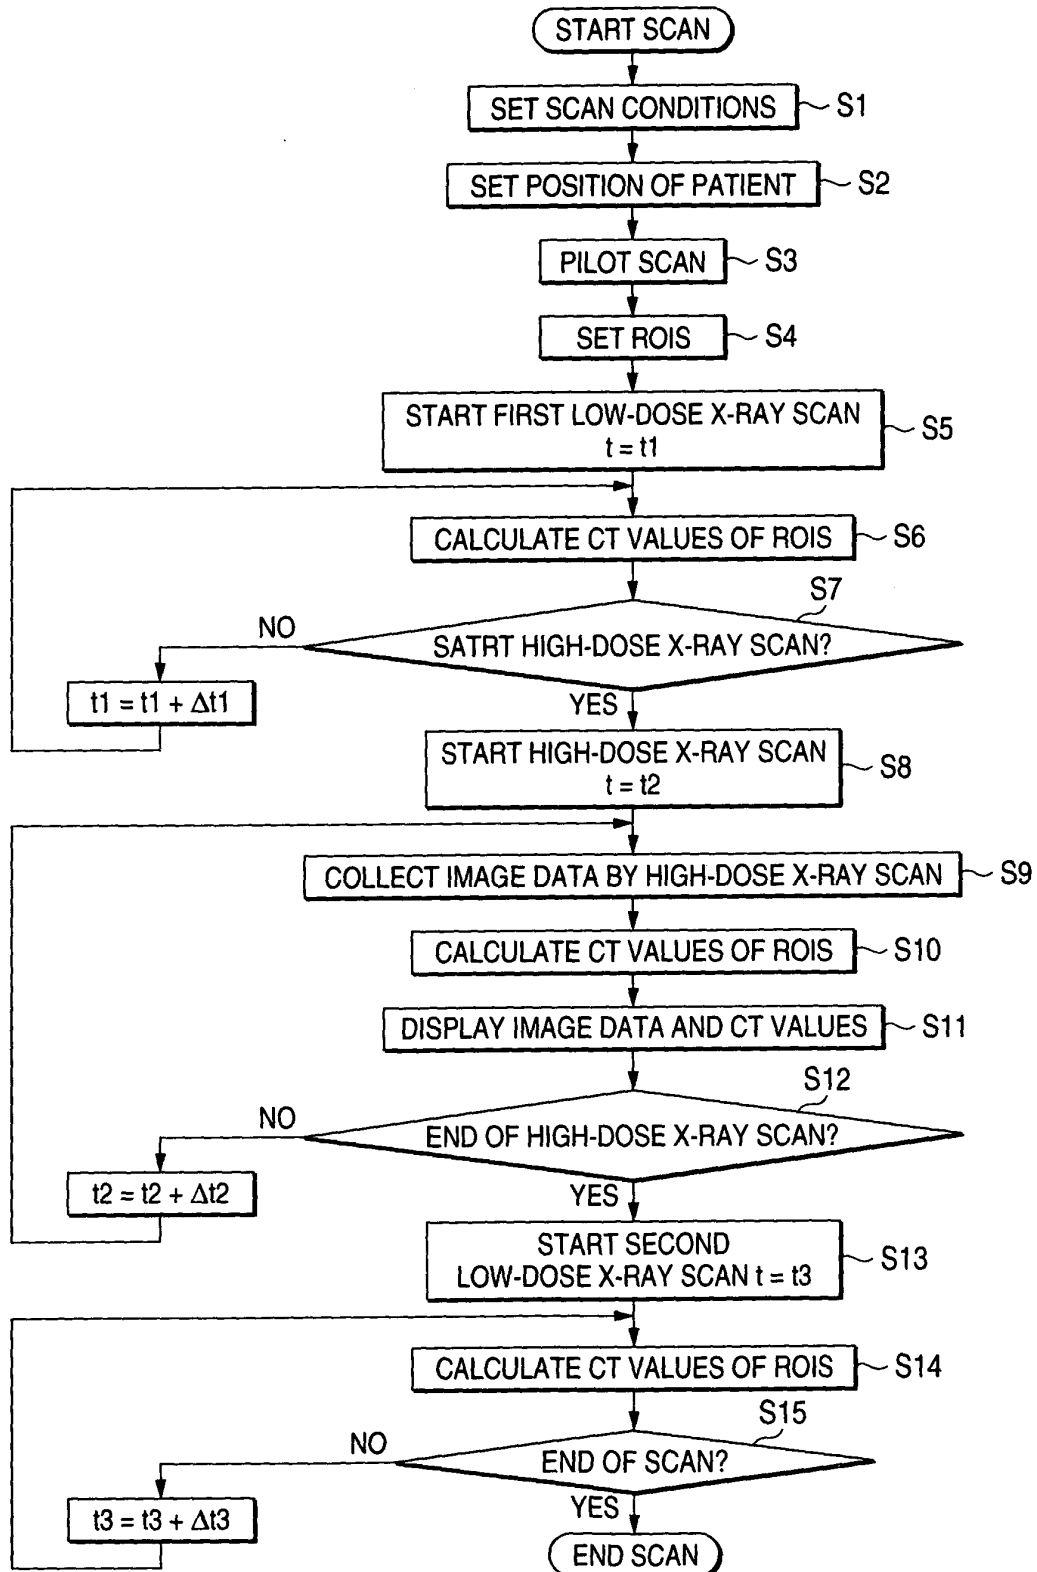 START SCAN
SET SCAN CONDITIONS
S1
SET POSITION OF PATIENT
S2
PILOT SCAN
S3
SET ROIS
S4
START FIRST LOW-DOSE X-RAY SCAN
t = t1
S5
CALCULATE CT VALUES OF ROIS
S6
S7
NO
SATRT HIGH-DOSE X-RAY SCAN?
t1 = t1 + Δt1
YES
START HIGH-DOSE X-RAY SCAN
t = t2
S8
COLLECT IMAGE DATA BY HIGH-DOSE X-RAY SCAN
S9
CALCULATE CT VALUES OF ROIS
S10
DISPLAY IMAGE DATA AND CT VALUES
S11
S12
NO
END OF HIGH-DOSE X-RAY SCAN?
t2 = t2 + Δt2
YES
START SECOND
LOW-DOSE X-RAY SCAN t = t3
S13
CALCULATE CT VALUES OF ROIS
S14
S15
NO
END OF SCAN?
t3 = t3 + Δt3
YES
END SCAN